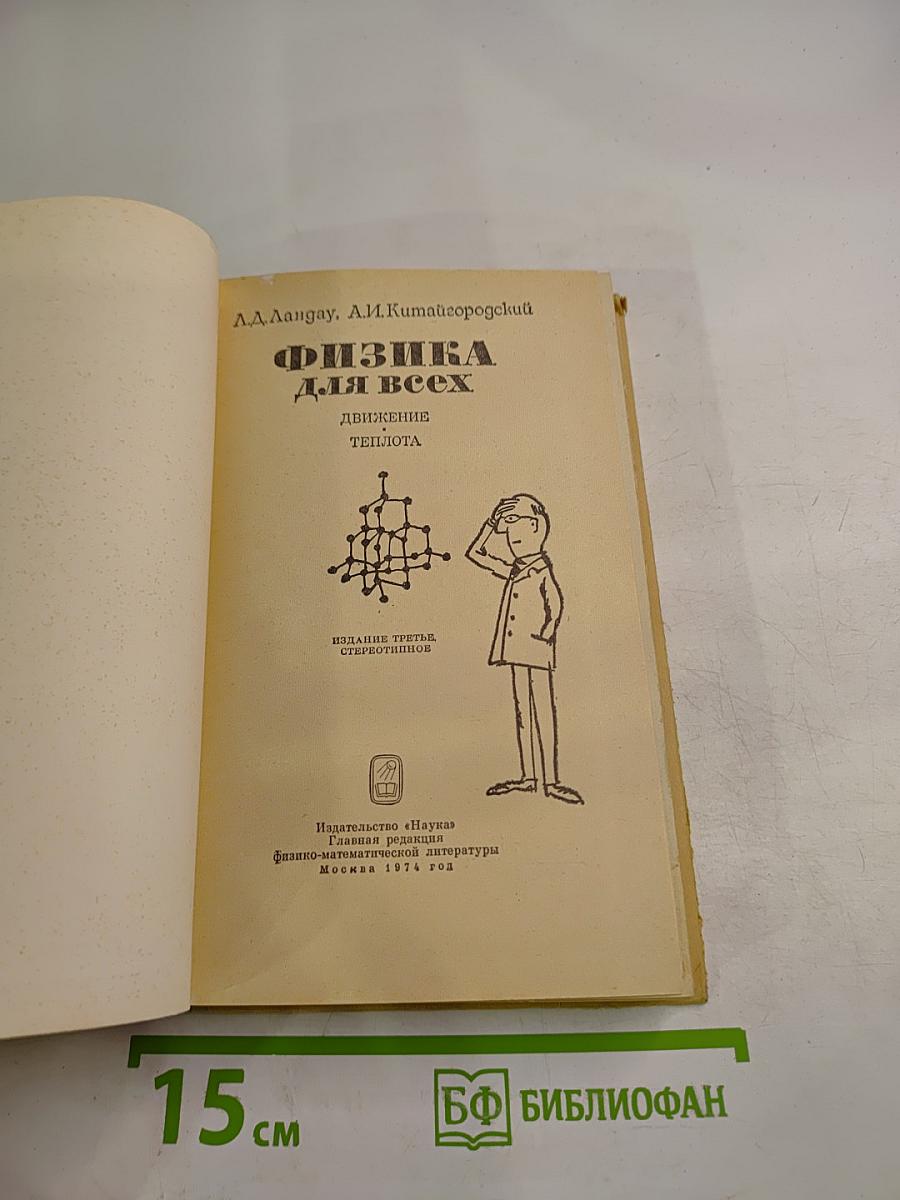 Л.Д.Ландау, А.И.Китайгородский
ФИЗИКА
ДЛЯ ВСЕХ
ДВИЖЕНИЕ
·
ТЕПЛОТА
ИЗДАНИЕ ТРЕТЬЕ,
СТЕРЕОТИПНОЕ
Издательство «Наука»
Главная редакция
физико-математической литературы
Москва 1974 год
15 см
БФ БИБЛИОФАН